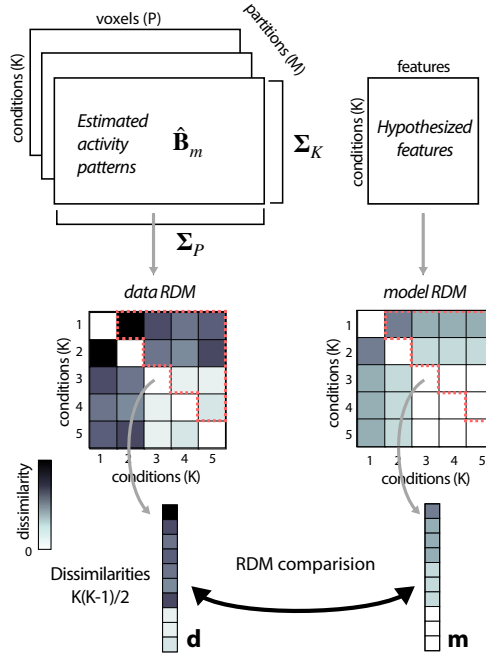 voxels (P)
partitions (M)
conditions (K)
Estimated
activity
patterns
B̂m
ΣK
ΣP
features
conditions (K)
Hypothesized
features
data RDM
1
2
3
4
5
conditions (K)
1 2 3 4 5
conditions (K)
model RDM
1
2
3
4
5
conditions (K)
1 2 3 4 5
conditions (K)
dissimilarity
0
Dissimilarities
K(K-1)/2
RDM comparision
d
m